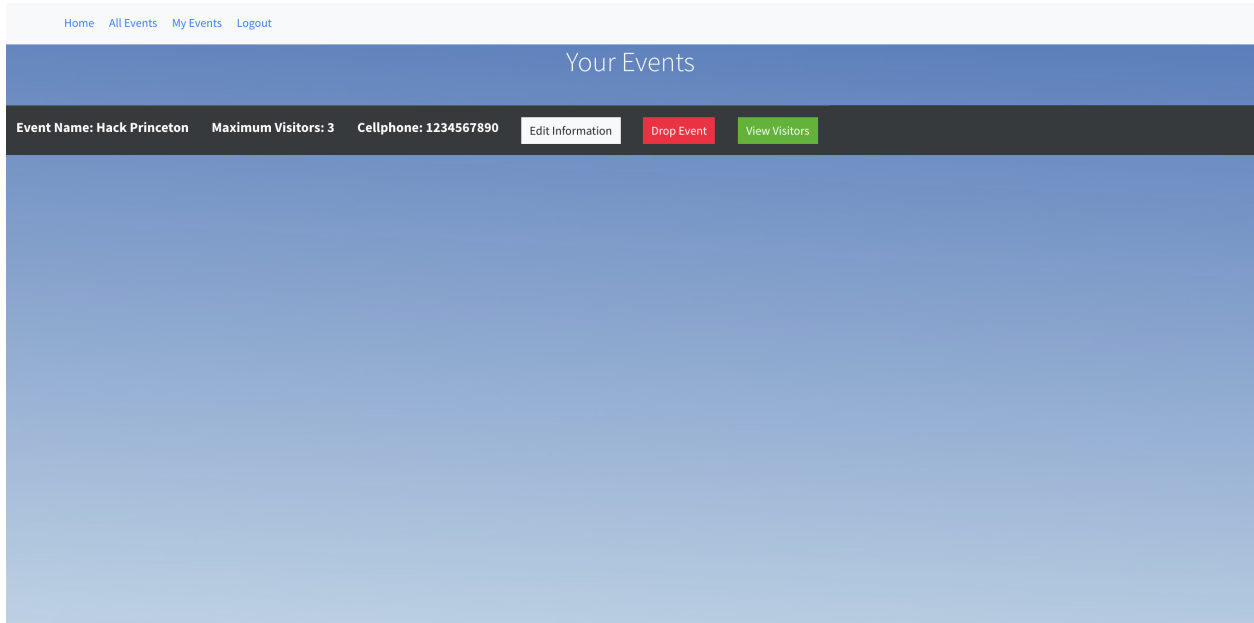 Home All Events My Events Logout
Your Events
Event Name: Hack Princeton Maximum Visitors: 3 Cellphone: 1234567890 Edit Information Drop Event View Visitors